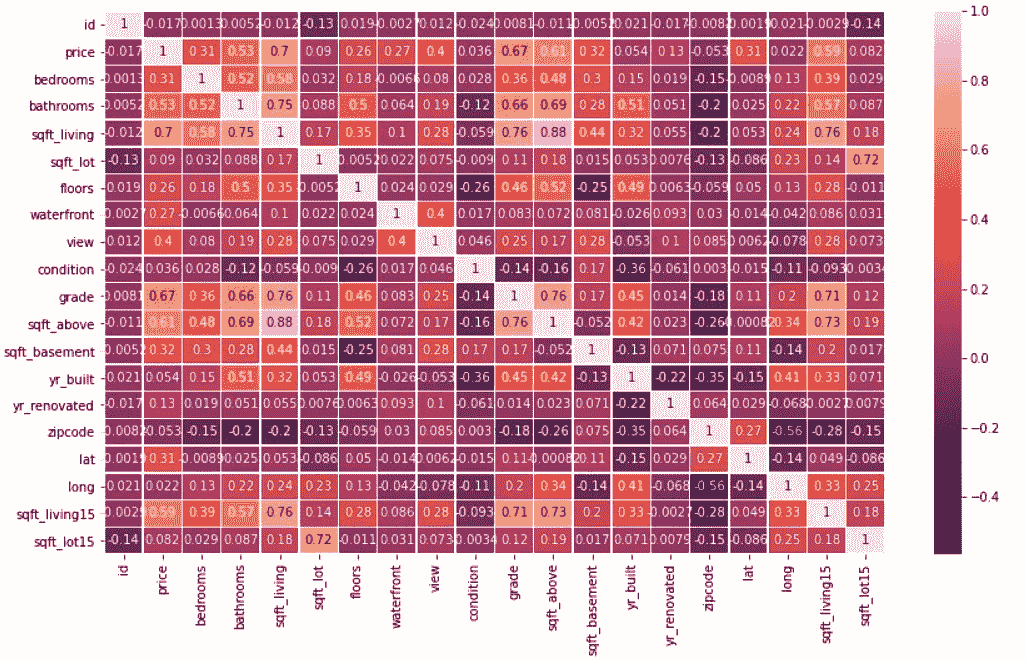 id 1 -0.017 0.0013 0.0052 -0.012 -0.13 0.019 -0.0027 0.012 -0.024 0.0081 -0.011 0.0052 0.021 -0.017 0.0082 0.0019 0.021 -0.0029 -0.14
price -0.017 1 0.31 0.53 0.7 0.09 0.26 0.27 0.4 0.036 0.67 0.61 0.32 0.054 0.13 -0.053 0.31 0.022 0.59 0.082
bedrooms 0.0013 0.31 1 0.52 0.58 0.032 0.18 -0.0066 0.08 0.028 0.36 0.48 0.3 0.15 0.019 -0.15 -0.0089 0.13 0.39 0.029
bathrooms 0.0052 0.53 0.52 1 0.75 0.088 0.5 0.064 0.19 -0.12 0.66 0.69 0.28 0.51 0.051 -0.2 0.025 0.22 0.57 0.087
sqft_living -0.012 0.7 0.58 0.75 1 0.17 0.35 0.1 0.28 -0.059 0.76 0.88 0.44 0.32 0.055 -0.2 0.053 0.24 0.76 0.18
sqft_lot -0.13 0.09 0.032 0.088 0.17 1 0.0052 0.022 0.075 -0.009 0.11 0.18 0.015 0.053 0.0076 -0.13 -0.086 0.23 0.14 0.72
floors 0.019 0.26 0.18 0.5 0.35 0.0052 1 0.024 0.029 -0.26 0.46 0.52 -0.25 0.49 0.0063 -0.059 0.05 0.13 0.28 -0.011
waterfront -0.0027 0.27 -0.0066 0.064 0.1 0.022 0.024 1 0.4 0.017 0.083 0.072 0.081 -0.026 0.093 0.03 -0.014 -0.042 0.086 0.031
view 0.012 0.4 0.08 0.19 0.28 0.075 0.029 0.4 1 0.046 0.25 0.17 0.28 -0.053 0.1 0.085 0.0062 -0.078 0.28 0.073
condition -0.024 0.036 0.028 -0.12 -0.059 -0.009 -0.26 0.017 0.046 1 -0.14 -0.16 0.17 -0.36 -0.061 0.003 -0.015 -0.11 -0.093 0.0034
grade 0.0081 0.67 0.36 0.66 0.76 0.11 0.46 0.083 0.25 -0.14 1 0.76 0.17 0.45 0.014 -0.18 0.11 0.2 0.71 0.12
sqft_above -0.011 0.61 0.48 0.69 0.88 0.18 0.52 0.072 0.17 -0.16 0.76 1 -0.052 0.42 0.023 -0.26 0.34 0.73 0.19
sqft_basement 0.0052 0.32 0.3 0.28 0.44 0.015 -0.25 0.081 0.28 0.17 0.17 -0.052 1 -0.13 0.071 0.075 0.11 -0.14 0.2 0.017
yr_built 0.021 0.054 0.15 0.51 0.32 0.053 0.49 -0.026 -0.053 -0.36 0.45 0.42 -0.13 1 -0.22 -0.35 -0.15 0.41 0.33 0.071
yr_renovated -0.017 0.13 0.019 0.051 0.055 0.0076 0.0063 0.093 0.1 -0.061 0.014 0.023 0.071 -0.22 1 0.064 0.029 -0.068 0.0027 0.0079
zipcode -0.0082 -0.053 -0.15 -0.2 -0.2 -0.13 -0.059 0.03 0.085 0.003 -0.18 -0.26 0.075 -0.35 0.064 1 0.27 -0.56 -0.28 -0.15
lat -0.0019 0.31 -0.0089 0.025 0.053 -0.086 0.05 -0.014 0.0062 -0.015 0.11 0.11 -0.15 0.029 0.27 1 -0.14 0.049 -0.086
long 0.021 0.022 0.13 0.22 0.24 0.23 0.13 -0.042 -0.078 -0.11 0.2 0.34 -0.14 0.41 -0.068 -0.56 -0.14 1 0.33 0.25
sqft_living15 -0.0029 0.59 0.39 0.57 0.76 0.14 0.28 0.086 0.28 -0.093 0.71 0.73 0.2 0.33 -0.0027 -0.28 0.049 0.33 1 0.18
sqft_lot15 -0.14 0.082 0.029 0.087 0.18 0.72 -0.011 0.031 0.073 -0.0034 0.12 0.19 0.017 0.071 0.0079 -0.15 -0.086 0.25 0.18 1
id
price
bedrooms
bathrooms
sqft_living
sqft_lot
floors
waterfront
view
condition
grade
sqft_above
sqft_basement
yr_built
yr_renovated
zipcode
lat
long
sqft_living15
sqft_lot15
1.0
0.8
0.6
0.4
0.2
0.0
−0.2
−0.4